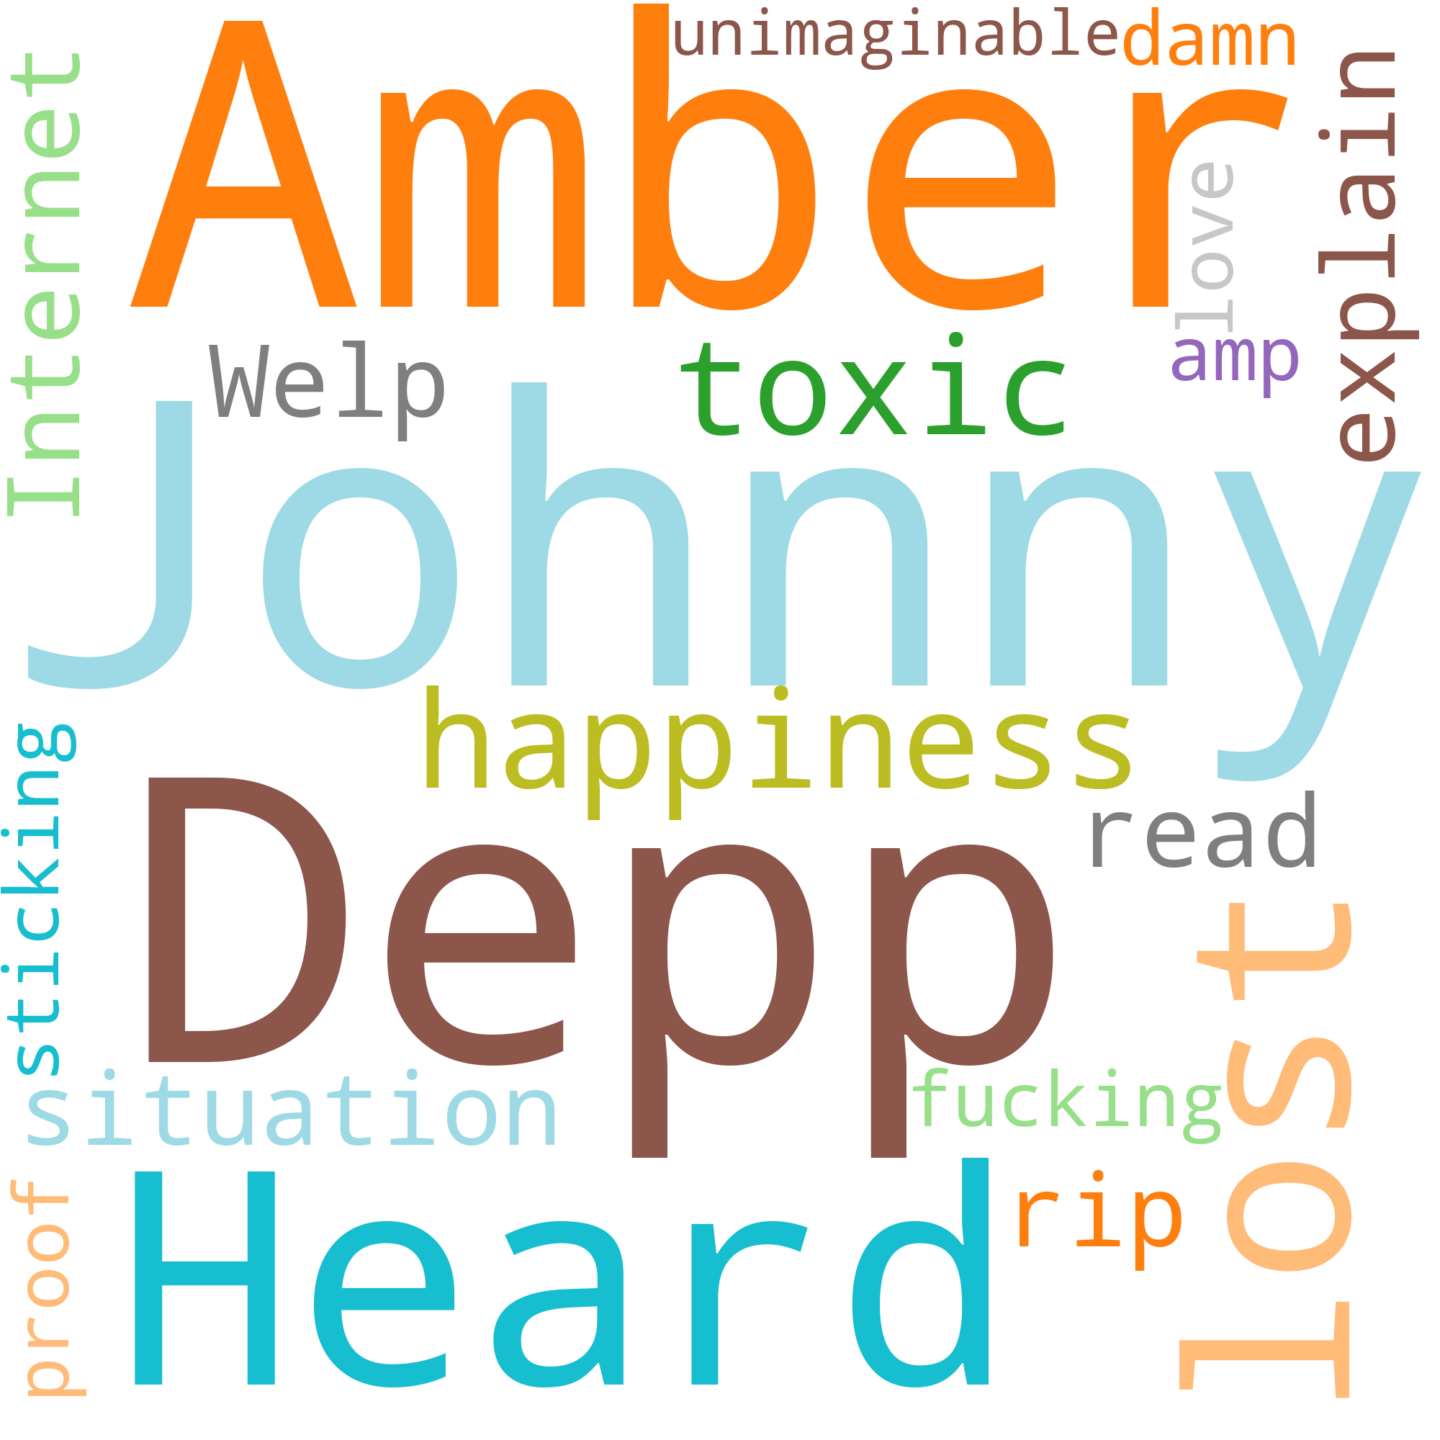 unimaginable
damn
Amber
Internet
explain
love
amp
Welp
toxic
Johnny
happiness
sticking
Depp
read
lost
situation
fucking
Heard
rip
proof